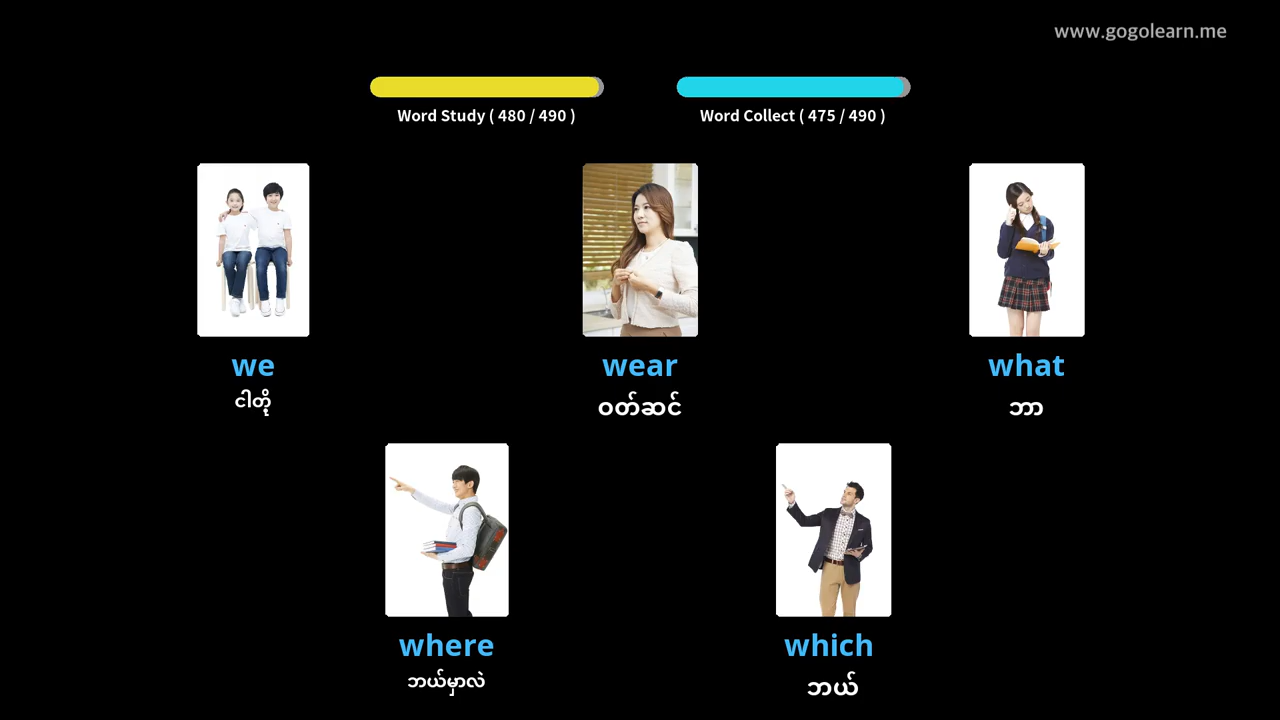 www.gogolearn.me
Word Study ( 480 / 490 )
Word Collect ( 475 / 490 )
we
ငါတို့
wear
ဝတ်ဆင်
what
ဘာ
where
ဘယ်မှာလဲ
which
ဘယ်